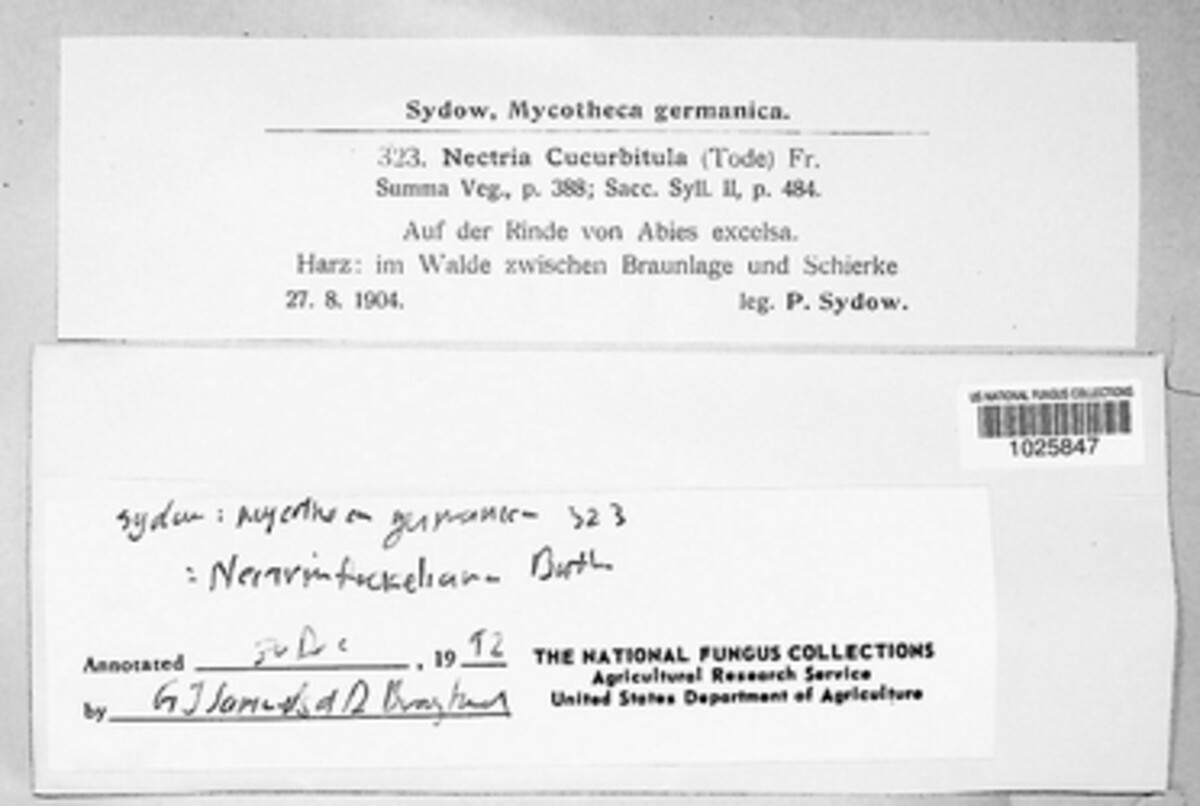 Sydow, Mycotheca germanica.
323. Nectria Cucurbitula (Tode) Fr.
Summa Veg., p. 388; Sacc. Syll. II, p. 484.
Auf der Rinde von Abies excelsa.
Harz: im Walde zwischen Braunlage und Schierke
27. 8. 1904. leg. P. Sydow.
US NATIONAL FUNGUS COLLECTIONS
1025847
Sydow: mycotheca germanica 323
= Nectria fuckeliana Booth
Annotated Dec, 19 92
by G J Samuels &
THE NATIONAL FUNGUS COLLECTIONS
Agricultural Research Service
United States Department of Agriculture